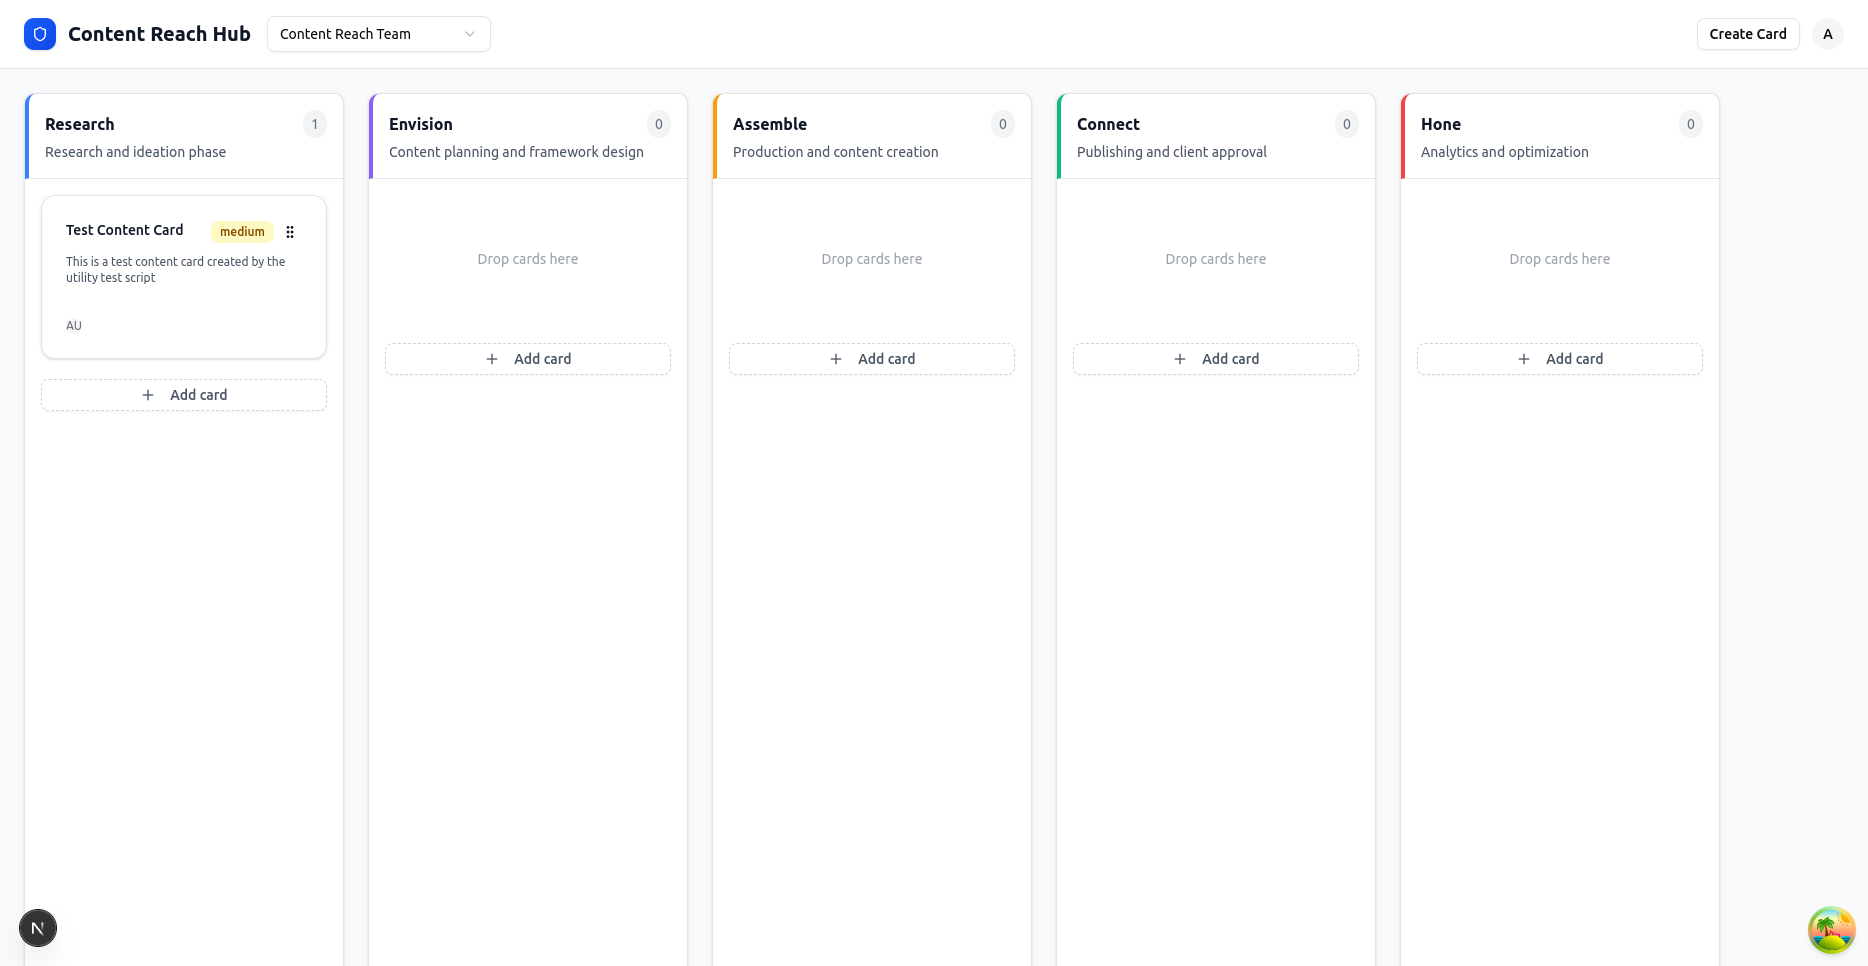 Content Reach Hub
Content Reach Team
Create Card
A
Research
1
Research and ideation phase
Test Content Card
medium
This is a test content card created by the
utility test script
AU
Add card
Envision
0
Content planning and framework design
Drop cards here
Add card
Assemble
0
Production and content creation
Drop cards here
Add card
Connect
0
Publishing and client approval
Drop cards here
Add card
Hone
0
Analytics and optimization
Drop cards here
Add card
N